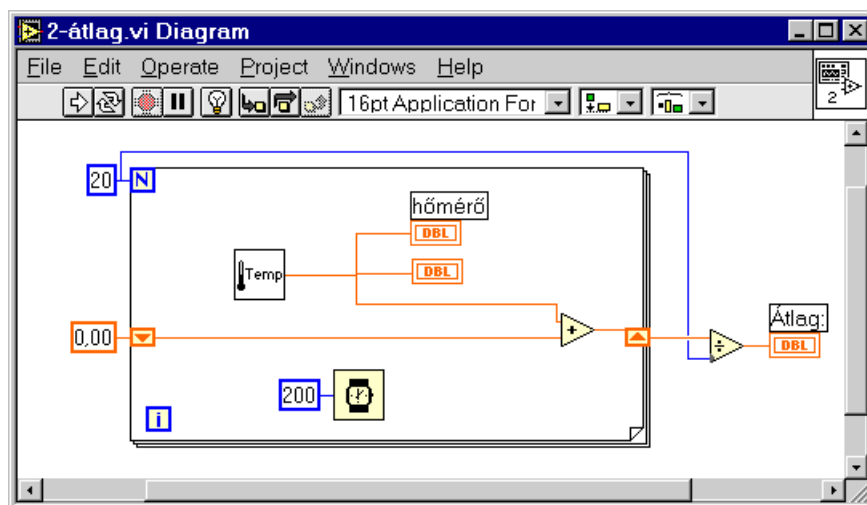 2-átlag.vi Diagram
File Edit Operate Project Windows Help
16pt Application For
2
20 N
hőmérő
DBL
Temp
DBL
0,00
+
Átlag:
÷
DBL
200
i